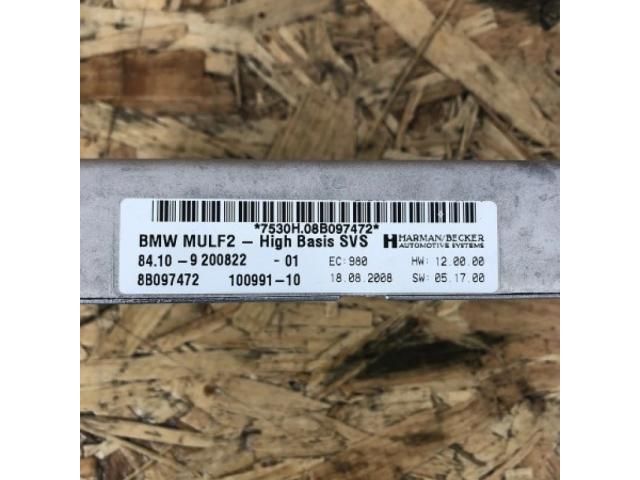 *7530H.08B097472*
BMW MULF2 – High Basis SVS HARMAN/BECKER
AUTOMOTIVE SYSTEMS
84.10 – 9 200822 - 01 EC: 980 HW: 12.00.00
8B097472 100991-10 18.08.2008 SW: 05.17.00